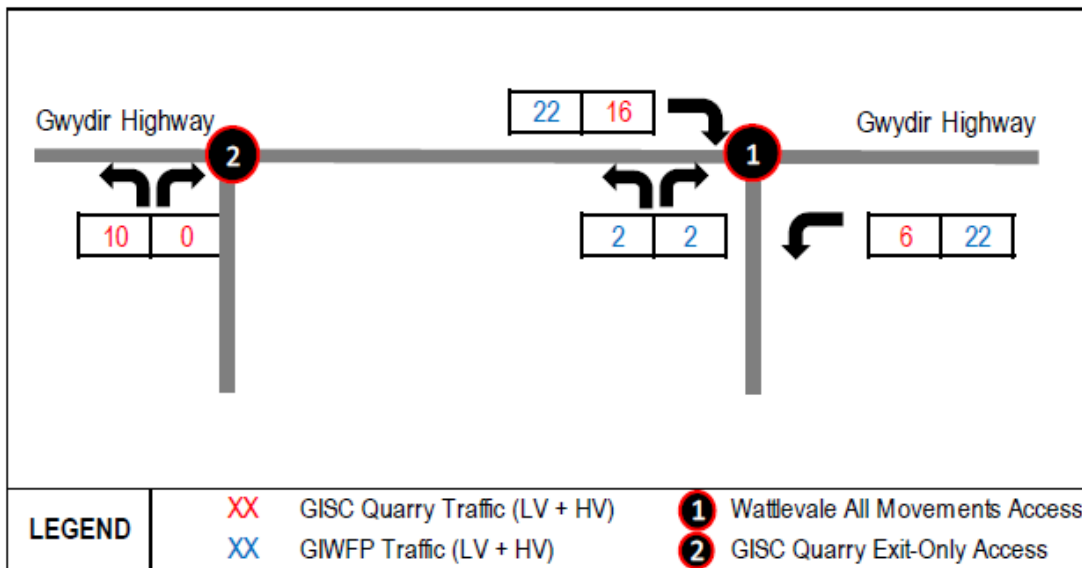 22 16
Gwydir Highway
Gwydir Highway
2
1
10 0
2 2
6 22
LEGEND
XX GISC Quarry Traffic (LV + HV)
1 Wattlevale All Movements Access
XX GIWFP Traffic (LV + HV)
2 GISC Quarry Exit-Only Access